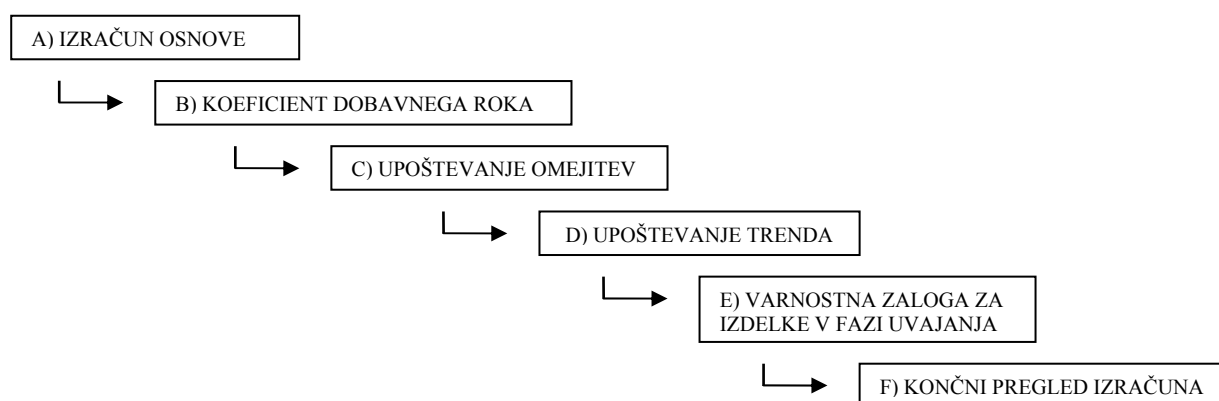 A) IZRAČUN OSNOVE
B) KOEFICIENT DOBAVNEGA ROKA
C) UPOŠTEVANJE OMEJITEV
D) UPOŠTEVANJE TRENDA
E) VARNOSTNA ZALOGA ZA
IZDELKE V FAZI UVAJANJA
F) KONČNI PREGLED IZRAČUNA